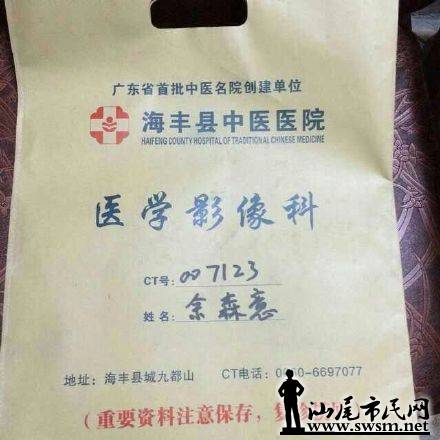 广东省首批中医名院创建单位
海丰县中医医院
HAIFENG COUNTY HOSPITAL OF TRADITIONAL CHINESE MEDICINE
医学影像科
CT号: 007123
姓名: 余森意
地址: 海丰县城九都山 CT电话: 0660-6697077
(重要资料注意保存, 复诊
汕尾市民网
www.swsm.net